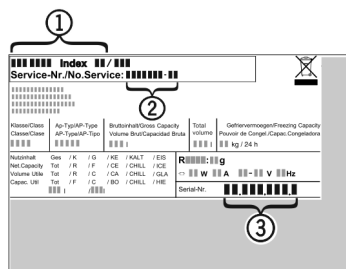 1
Index /
Service-Nr./No.Service: -
2
Klasse/Class
Classe/Clase
Ap-Typ/AP-Type
AP-Type/AP-Tipo
Bruttoinhalt/Gross Capacity
Volume Brut/Capacidad Bruta
l
Total
volume
l
Gefriervermoegen/Freezing Capacity
Pouvoir de Congel./Capac.Congeladora
kg / 24 h
Nutzinhalt Ges / K / G / KE / KALT / EIS
Net.Capacity Tot / R / F / CE / CHILL / ICE
Volume Utile Tot / R / C / CA / CHILL / GLA
Capac. Util Tot / F / C / BO / CHILL / HIE
l / l
R : g
W A - V Hz
Serial-Nr.
3